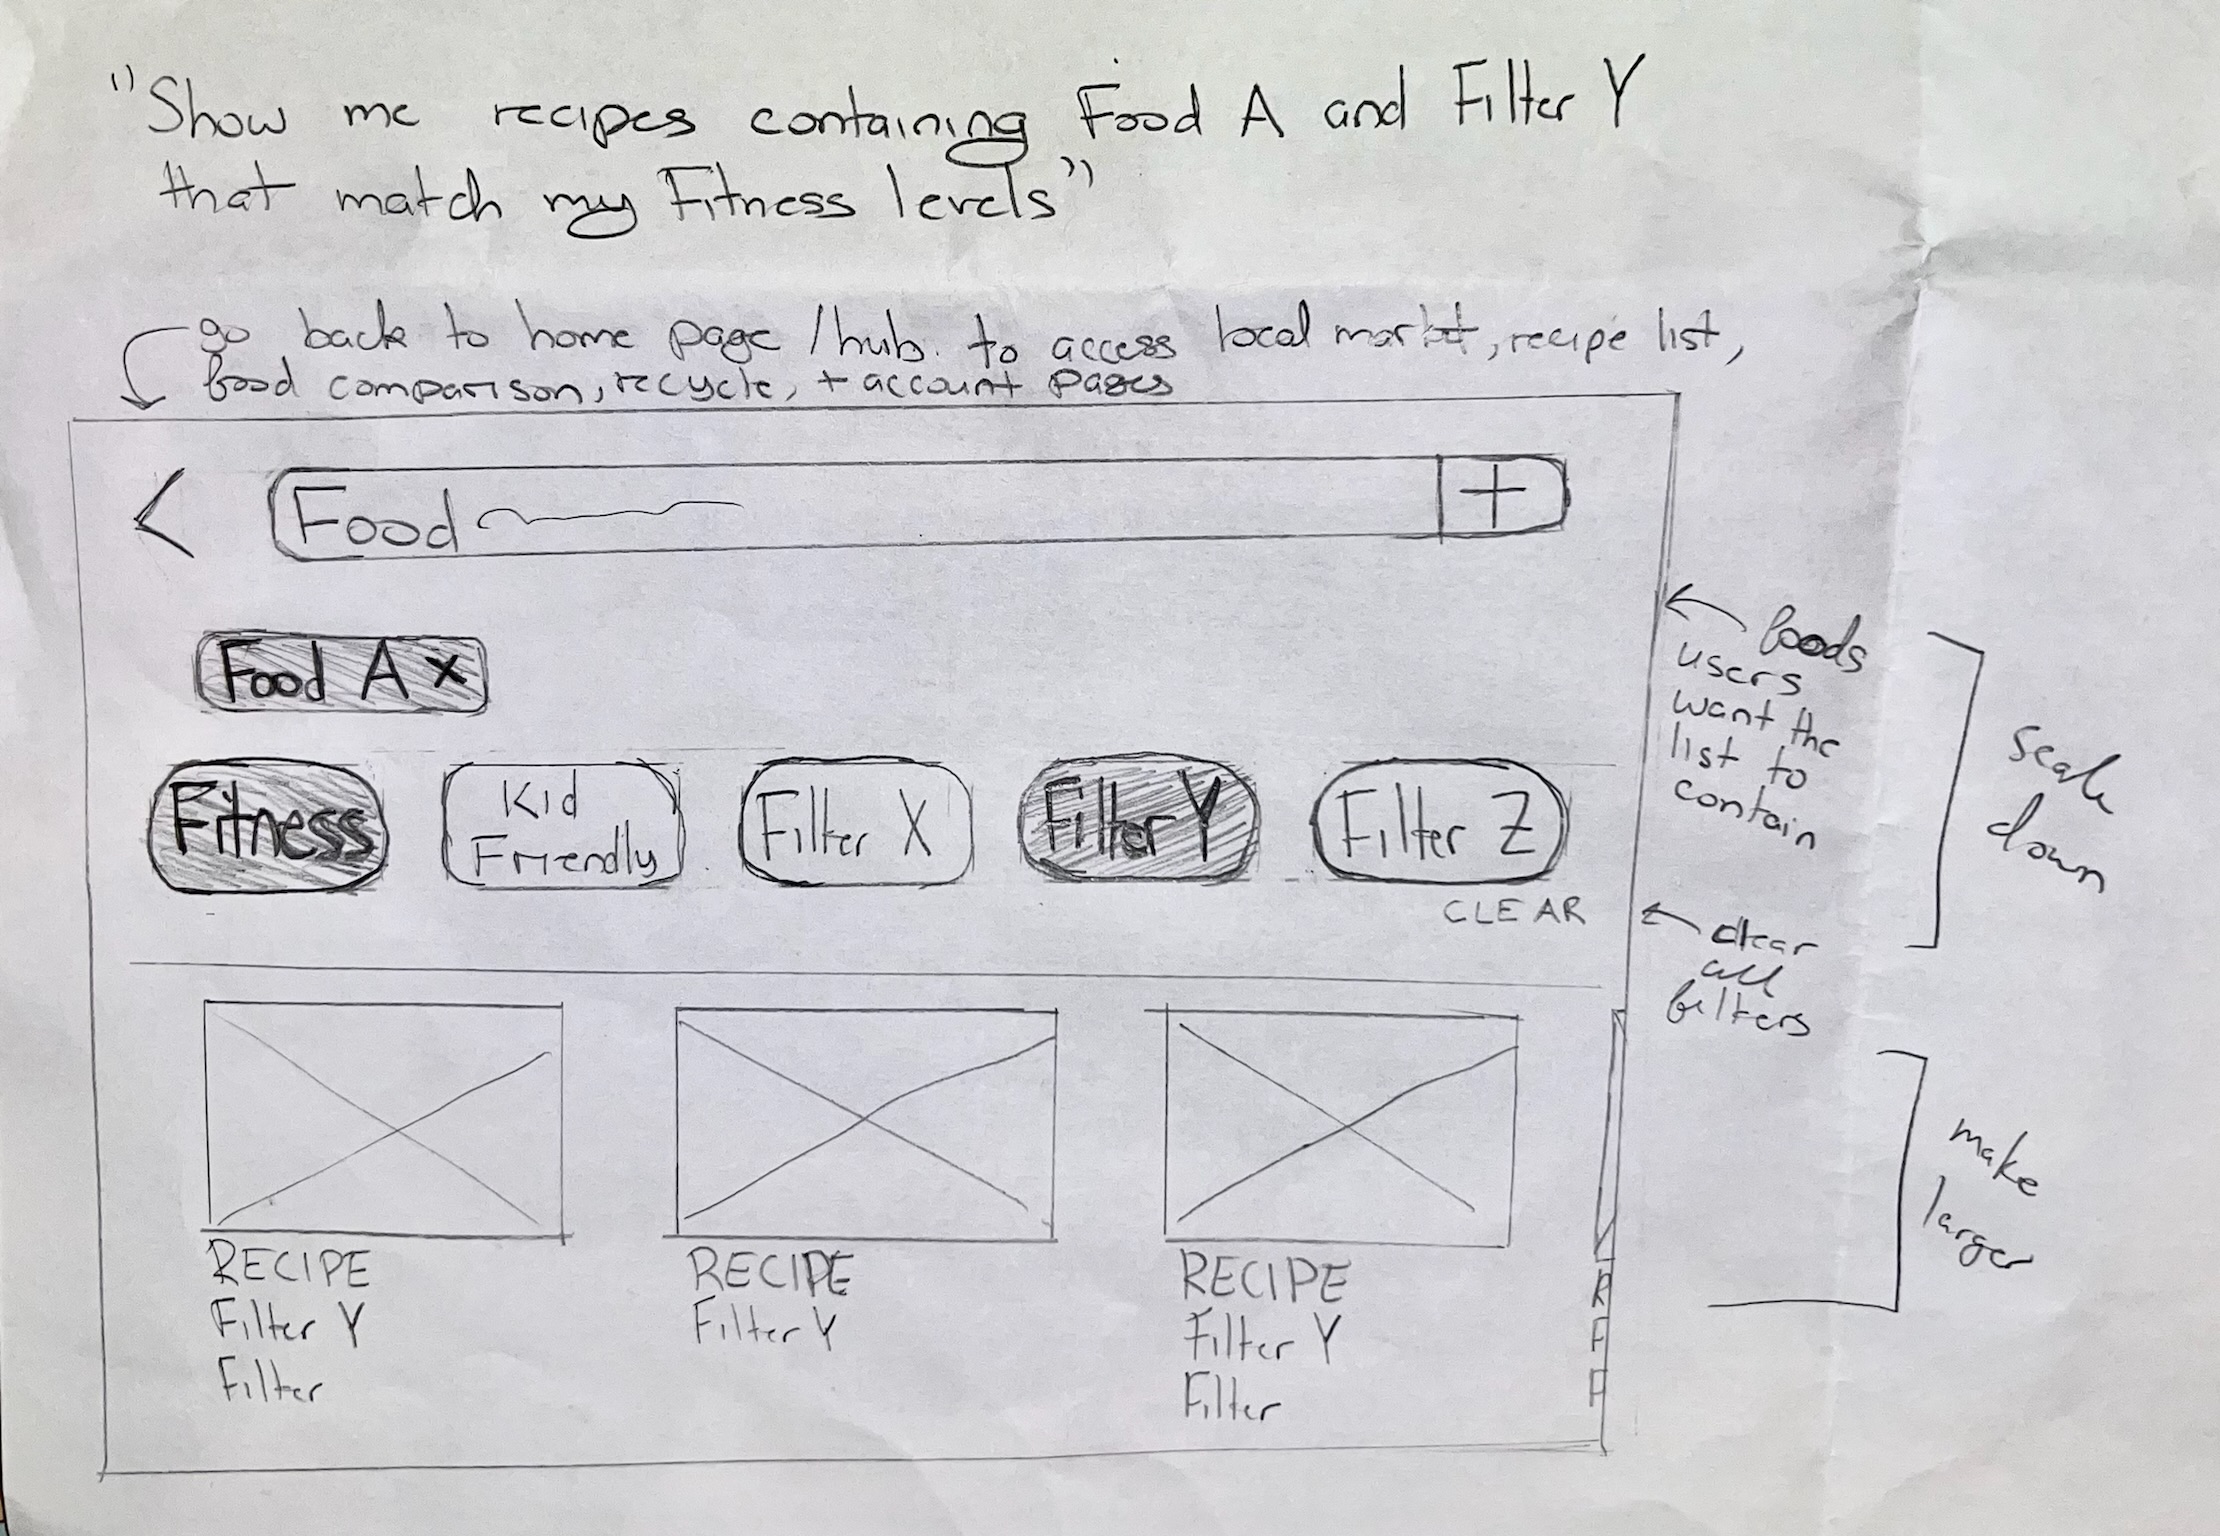 "Show me recipes containing Food A and Filter Y
that match my Fitness levels"
go back to home page /hub. to access local market, recipe list,
food comparison, recycle, + account pages
<
Food
+
Food A x
Fitness
Kid
Friendly
Filter X
Filter Y
Filter Z
CLEAR
foods
users
want the
list to
contain
scale
down
clear
all
filters
RECIPE
Filter Y
Filter
RECIPE
Filter Y
RECIPE
Filter Y
Filter
R
F
F
make
larger